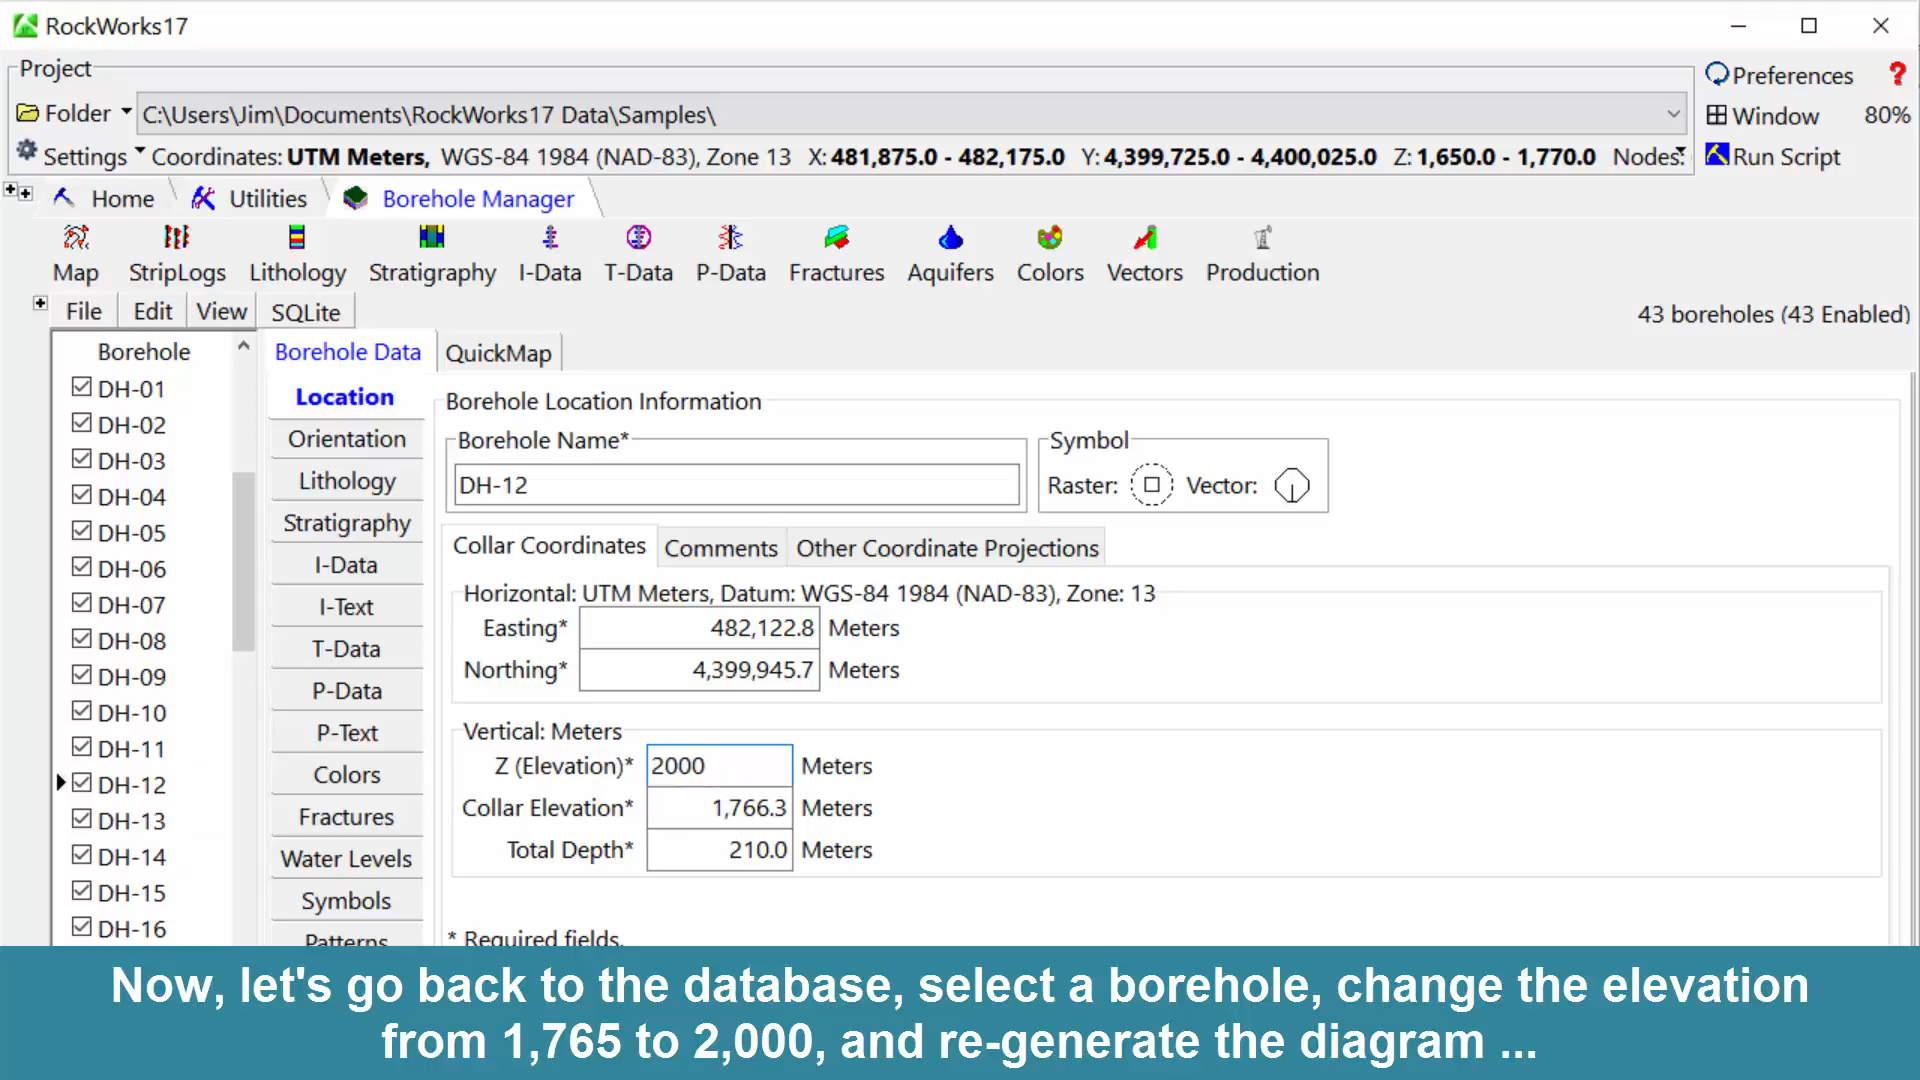 RockWorks17
Project
Folder C:\Users\Jim\Documents\RockWorks17 Data\Samples\
Settings Coordinates: UTM Meters, WGS-84 1984 (NAD-83), Zone 13 X: 481,875.0 - 482,175.0 Y: 4,399,725.0 - 4,400,025.0 Z: 1,650.0 - 1,770.0 Nodes:
Preferences ?
Window 80%
Run Script
Home Utilities Borehole Manager
Map StripLogs Lithology Stratigraphy I-Data T-Data P-Data Fractures Aquifers Colors Vectors Production
File Edit View SQLite 43 boreholes (43 Enabled)
Borehole
DH-01
DH-02
DH-03
DH-04
DH-05
DH-06
DH-07
DH-08
DH-09
DH-10
DH-11
DH-12
DH-13
DH-14
DH-15
DH-16
Borehole Data QuickMap
Location
Orientation
Lithology
Stratigraphy
I-Data
I-Text
T-Data
P-Data
P-Text
Colors
Fractures
Water Levels
Symbols
Patterns
Borehole Location Information
Borehole Name*
DH-12
Symbol
Raster: Vector:
Collar Coordinates Comments Other Coordinate Projections
Horizontal: UTM Meters, Datum: WGS-84 1984 (NAD-83), Zone: 13
Easting* 482,122.8 Meters
Northing* 4,399,945.7 Meters
Vertical: Meters
Z (Elevation)* 2000 Meters
Collar Elevation* 1,766.3 Meters
Total Depth* 210.0 Meters
* Required fields.
Now, let's go back to the database, select a borehole, change the elevation
from 1,765 to 2,000, and re-generate the diagram ...